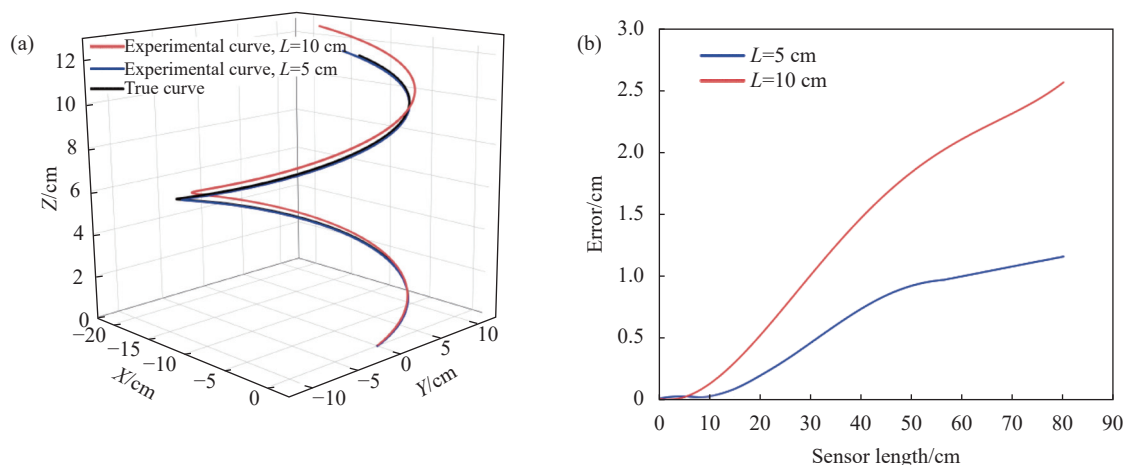 (a)
Experimental curve, L=10 cm
Experimental curve, L=5 cm
True curve
12
10
8
6
4
2
0
Z/cm
−20
−15
−10
−5
0
X/cm
−10
−5
0
5
10
Y/cm
(b)
L=5 cm
L=10 cm
3.0
2.5
2.0
1.5
1.0
0.5
0
Error/cm
0 10 20 30 40 50 60 70 80 90
Sensor length/cm